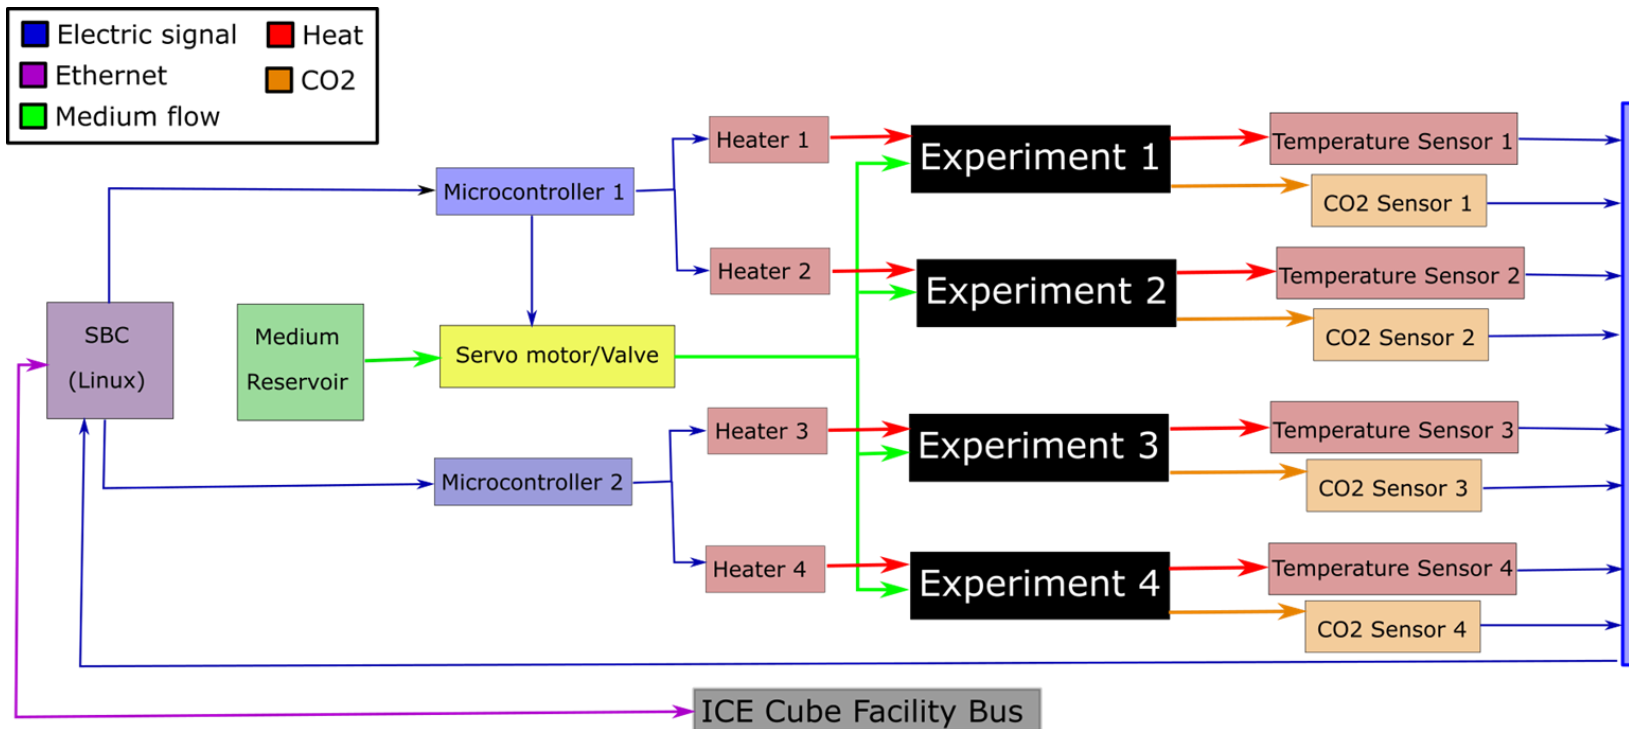 Electric signal
Heat
Ethernet
CO2
Medium flow
Heater 1
Experiment 1
Temperature Sensor 1
Microcontroller 1
CO2 Sensor 1
Heater 2
Experiment 2
Temperature Sensor 2
SBC
(Linux)
Medium
Reservoir
Servo motor/Valve
CO2 Sensor 2
Heater 3
Experiment 3
Temperature Sensor 3
Microcontroller 2
CO2 Sensor 3
Heater 4
Experiment 4
Temperature Sensor 4
CO2 Sensor 4
ICE Cube Facility Bus